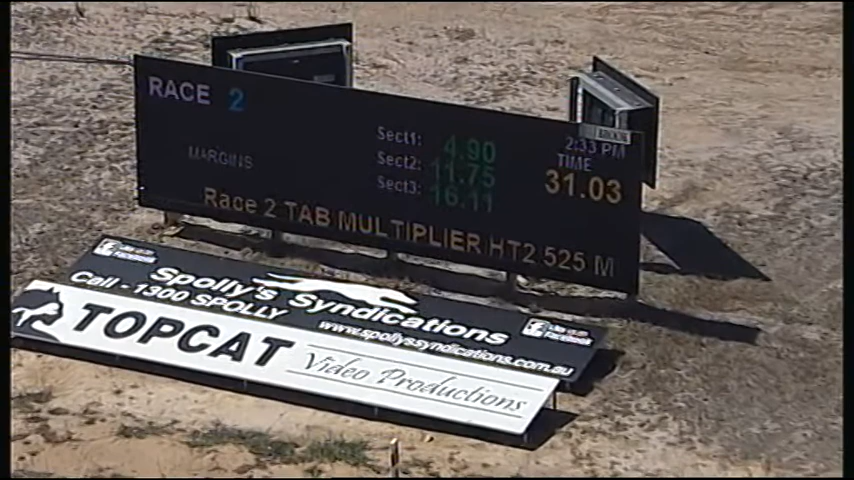 RACE 2
2:33 PM
Sect1: 4.90
TIME
MARGINS
Sect2: 11.75
31.03
Sect3: 16.11
Race 2 TAB MULTIPLIER HT2 525 M
Spolly's Syndications
Call - 1300 SPOLLY
www.spollyssyndications.com.au
Facebook
TOPCAT
Video Productions